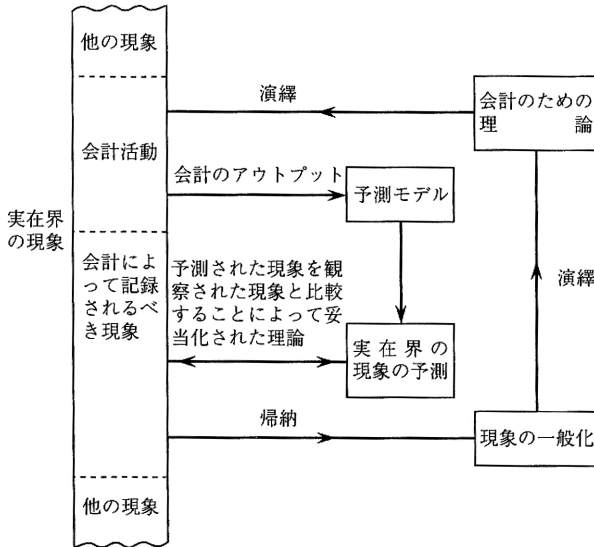 他の現象
演繹
会計のための
理論
会計活動
会計のアウトプット
予測モデル
実在界
の現象
会計によ
って記録
されるべ
き現象
予測された現象を観
察された現象と比較
することによって妥
当化された理論
演繹
実在界の
現象の予測
帰納
現象の一般化
他の現象